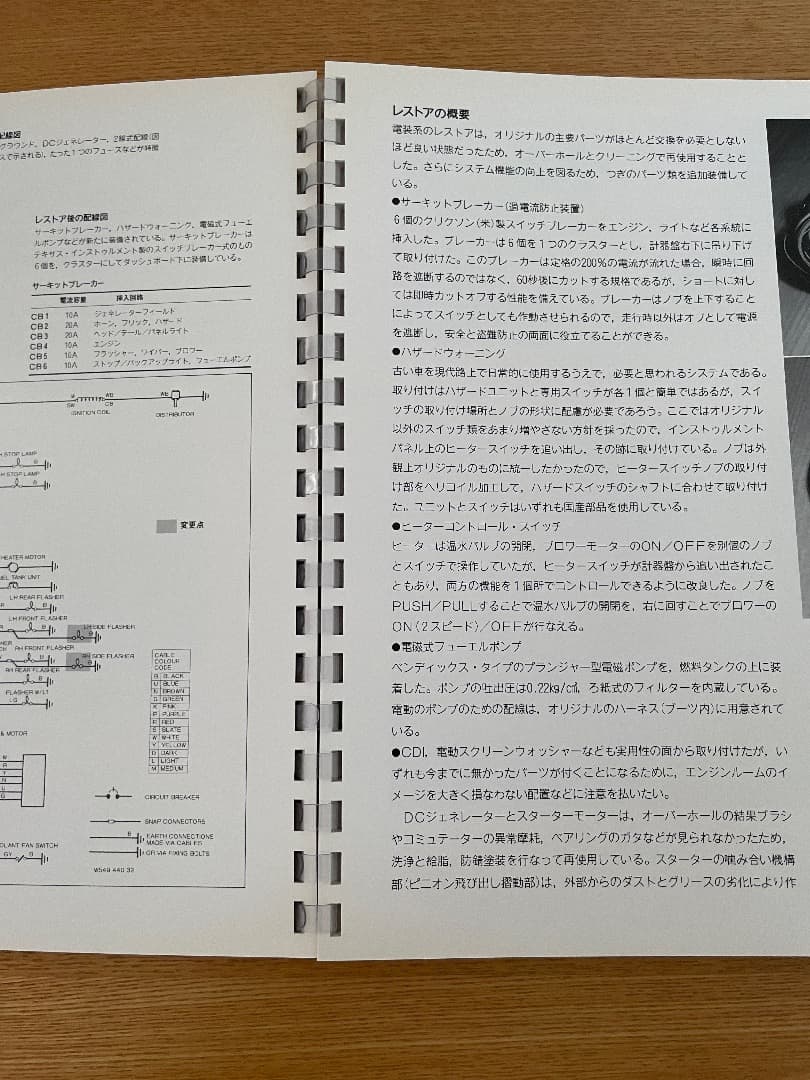 配線図
グラウンド，DCジェネレーター，2線式配線(図
スで示される)，たった1つのフューズなどが特徴
レストア後の配線図
サーキットブレーカー，ハザードウォーニング，電磁式フューエ
ルポンプなどが新たに装備されている。サーキットブレーカーは
テキサス・インストルメント製のスイッチブレーカー式のもの
6個を，クラスターにしてダッシュボード下に装備している。
サーキットブレーカー
電流容量 挿入回路
CB1 10A ジェネレーターフィールド
CB2 20A ホーン，フリック，ハザード
CB3 20A ヘッド／テール／パネルライト
CB4 10A エンジン
CB5 10A フラッシャー，ワイパー，ブロワー
CB6 10A ストップ／バックアップライト，フューエルポンプ
W WB
SW CB
IGNITION COIL
WB
DISTRIBUTOR
H STOP LAMP
B
H STOP LAMP
B
変更点
HEATER MOTOR
EL TANK UNIT
B
LH REAR FLASHER
B
LH FRONT FLASHER
B
LH SIDE FLASHER
B
RH FRONT FLASHER
B
RH SIDE FLASHER
B
RH REAR FLASHER
B
FLASHER W/LT
LG
& MOTOR
CABLE
COLOUR
CODE
B BLACK
U BLUE
N BROWN
G GREEN
K PINK
P PURPLE
R RED
S SLATE
W WHITE
Y YELLOW
D DARK
L LIGHT
M MEDIUM
CIRCUIT BREAKER
SNAP CONNECTORS
B
EARTH CONNECTIONS
MADE VIA CABLES
OR VIA FIXING BOLTS
OLANT FAN SWITCH
GY B
W549 440 32
レストアの概要
電装系のレストアは，オリジナルの主要パーツがほとんど交換を必要としない
ほど良い状態だったため，オーバーホールとクリーニングで再使用することと
した。さらにシステム機能の向上を図るため，つぎのパーツ類を追加装備して
いる。
●サーキットブレーカー(過電流防止装置)
6個のクリクソン(米)製スイッチブレーカーをエンジン，ライトなど各系統に
挿入した。ブレーカーは6個を1つのクラスターとし，計器盤右下に吊り下げ
て取り付けた。このブレーカーは定格の200％の電流が流れた場合，瞬時に回
路を遮断するのではなく，60秒後にカットする規格であるが，ショートに対し
ては即時カットオフする性能を備えている。ブレーカーはノブを上下すること
によってスイッチとしても作動させられるので，走行時以外はオフとして電源
を遮断し，安全と盗難防止の両面に役立てることができる。
●ハザードウォーニング
古い車を現代路上で日常的に使用するうえで，必要と思われるシステムである。
取り付けはハザードユニットと専用スイッチが各1個と簡単ではあるが，スイ
ッチの取り付け場所とノブの形状に配慮が必要であろう。ここではオリジナル
以外のスイッチ類をあまり増やさない方針を採ったので，インストゥルメント
パネル上のヒータースイッチを追い出し，その跡に取り付けている。ノブは外
観上オリジナルのものに統一したかったので，ヒータースイッチノブの取り付
け部をヘリコイル加工して，ハザードスイッチのシャフトに合わせて取り付け
た。ユニットとスイッチはいずれも国産部品を使用している。
●ヒーターコントロール・スイッチ
ヒーターは温水バルブの開閉，ブロワーモーターのON／OFFを別個のノブ
とスイッチで操作していたが，ヒータースイッチが計器盤から追い出されたこ
ともあり，両方の機能を1個所でコントロールできるように改良した。ノブを
PUSH／PULLすることで温水バルブの開閉を，右に回すことでブロワーの
ON(2スピード)／OFFが行なえる。
●電磁式フューエルポンプ
ベンディックス・タイプのプランジャー型電磁ポンプを，燃料タンクの上に装
着した。ポンプの吐出圧は0.22kg/㎠，ろ紙式のフィルターを内蔵している。
電動のポンプのための配線は，オリジナルのハーネス(ブーツ内)に用意されて
いる。
●CDI，電動スクリーンウォッシャーなども実用性の面から取り付けたが，い
ずれも今までに無かったパーツが付くことになるために，エンジンルームのイ
メージを大きく損なわない配置などに注意を払いたい。
DCジェネレーターとスターターモーターは，オーバーホールの結果ブラシ
やコミュテーターの異常摩耗，ベアリングのガタなどが見られなかったため，
洗浄と給脂，防錆塗装を行なって再使用している。スターターの噛み合い機構
部(ピニオン飛び出し摺動部)は，外部からのダストとグリースの劣化により作